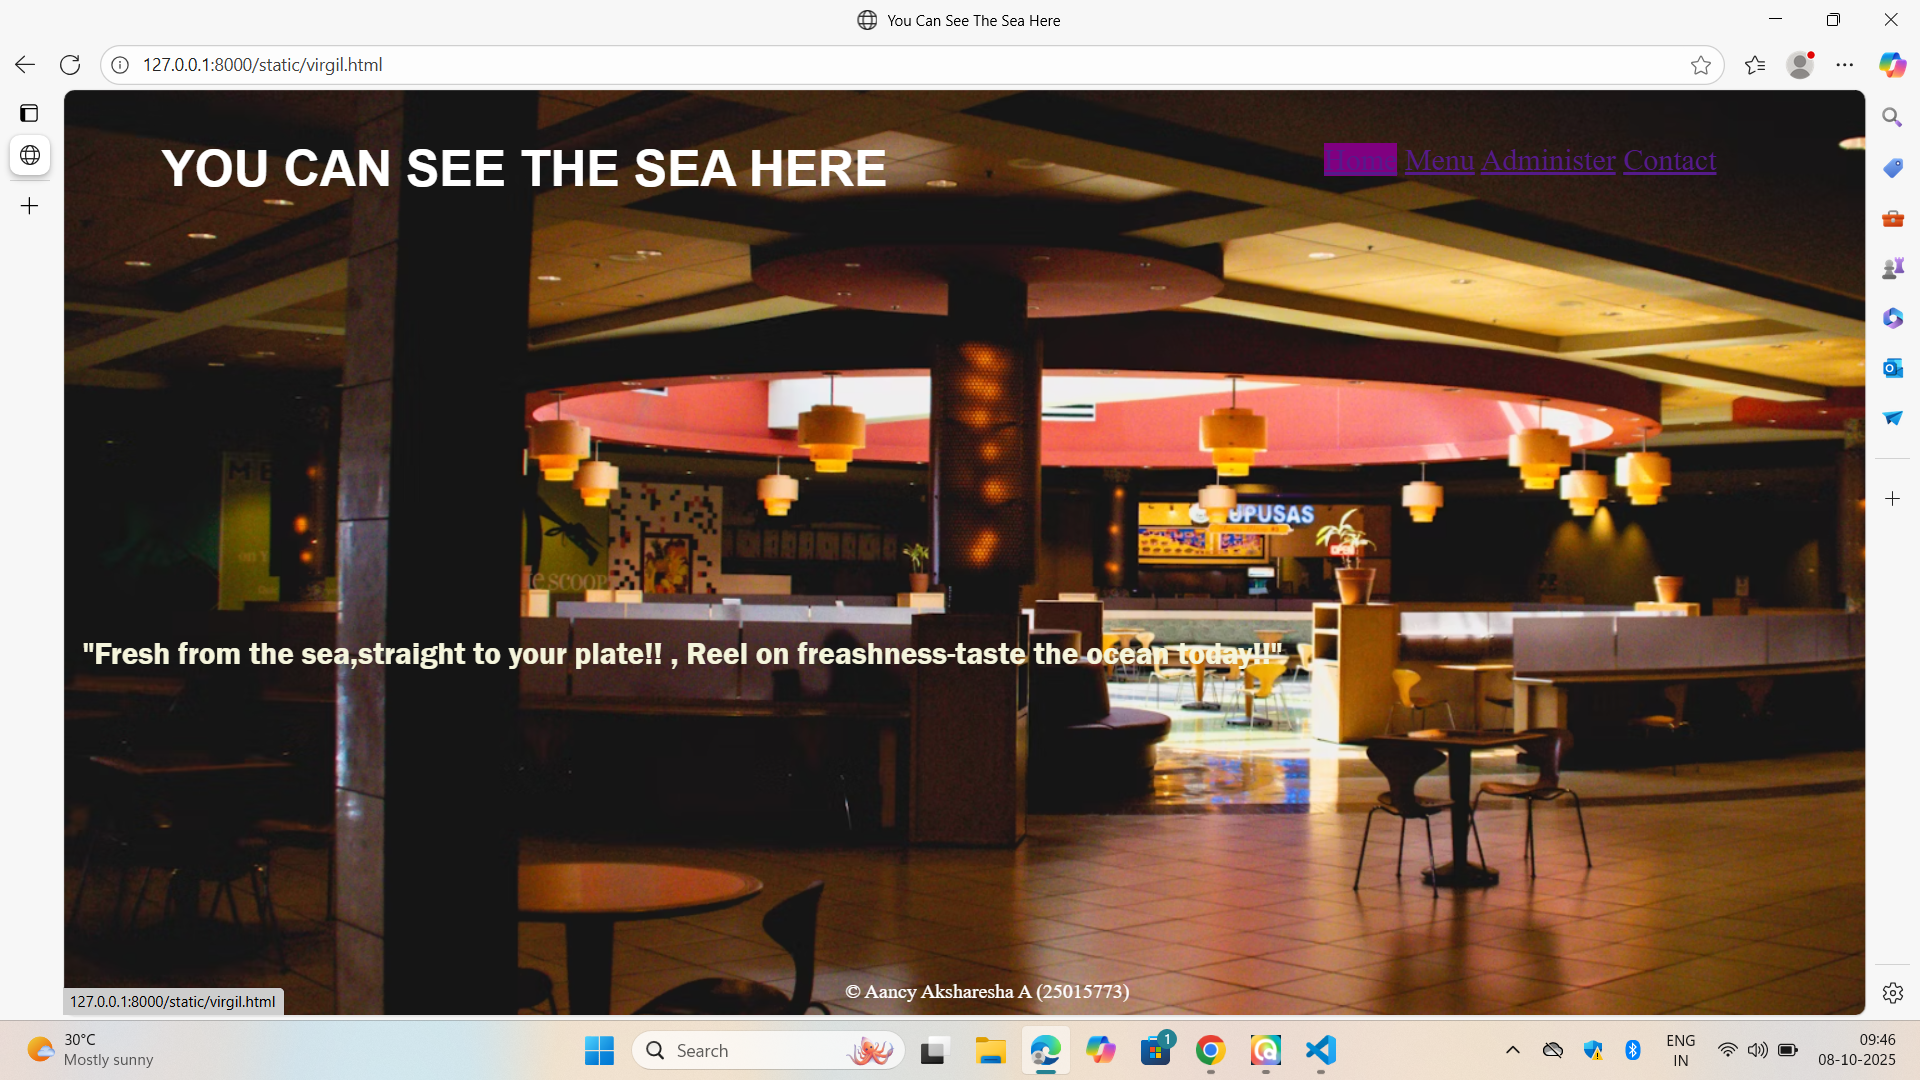 You Can See The Sea Here
127.0.0.1:8000/static/virgil.html
YOU CAN SEE THE SEA HERE
Home Menu Administer Contact
UPUSAS
e SCOOP
OPEN
"Fresh from the sea,straight to your plate!! , Reel on freashness-taste the ocean today!!"
© Aancy Aksharesha A (25015773)
127.0.0.1:8000/static/virgil.html
30°C
Mostly sunny
Search
1
ENG
IN
09:46
08-10-2025